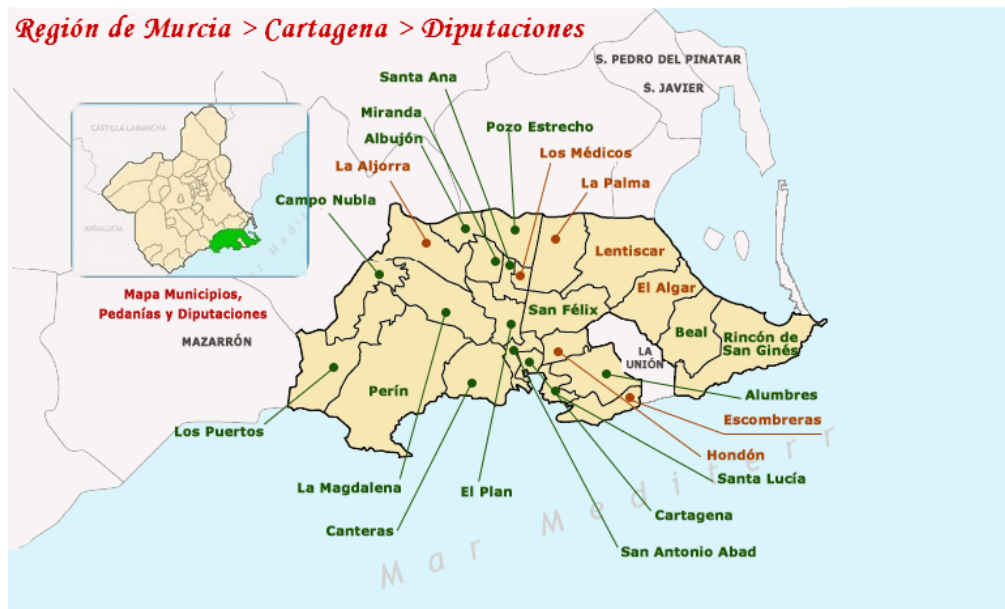 Región de Murcia > Cartagena > Diputaciones
S. PEDRO DEL PINATAR
S. JAVIER
Santa Ana
Miranda
Albujón
Pozo Estrecho
Los Médicos
La Aljorra
La Palma
Campo Nubla
CASTILLA LA MANCHA
ANDALUCIA
Mar Medi
Mapa Municipios,
Pedanías y Diputaciones
MAZARRÓN
Lentiscar
El Algar
San Félix
Beal
Rincón de
San Ginés
LA
UNIÓN
Perín
Alumbres
Escombreras
Los Puertos
Hondón
Santa Lucía
La Magdalena
El Plan
Cartagena
Canteras
San Antonio Abad
Mar Mediterr